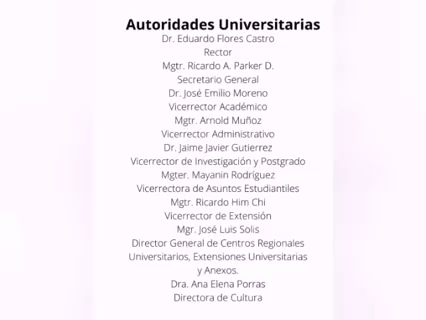 Autoridades Universitarias
Dr. Eduardo Flores Castro
Rector
Mgtr. Ricardo A. Parker D.
Secretario General
Dr. José Emilio Moreno
Vicerrector Académico
Mgtr. Arnold Muñoz
Vicerrector Administrativo
Dr. Jaime Javier Gutierrez
Vicerrector de Investigación y Postgrado
Mgter. Mayanin Rodríguez
Vicerrectora de Asuntos Estudiantiles
Mgtr. Ricardo Him Chi
Vicerrector de Extensión
Mgr. José Luis Solis
Director General de Centros Regionales
Universitarios, Extensiones Universitarias
y Anexos.
Dra. Ana Elena Porras
Directora de Cultura